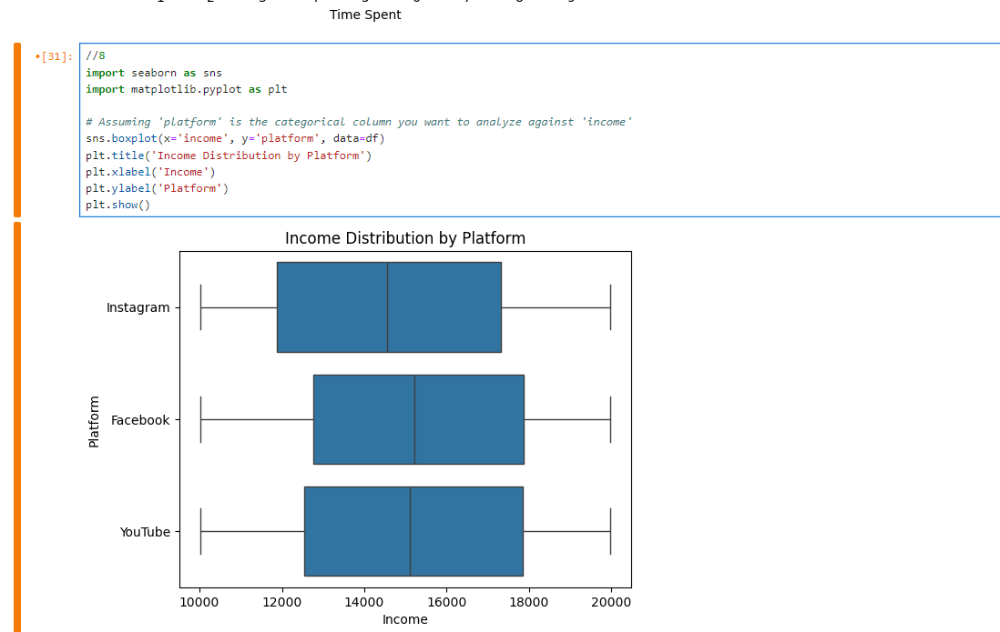 Time Spent
•[31]:
//8
import seaborn as sns
import matplotlib.pyplot as plt
# Assuming 'platform' is the categorical column you want to analyze against 'income'
sns.boxplot(x='income', y='platform', data=df)
plt.title('Income Distribution by Platform')
plt.xlabel('Income')
plt.ylabel('Platform')
plt.show()
Income Distribution by Platform
Instagram
Facebook
YouTube
Platform
10000 12000 14000 16000 18000 20000
Income